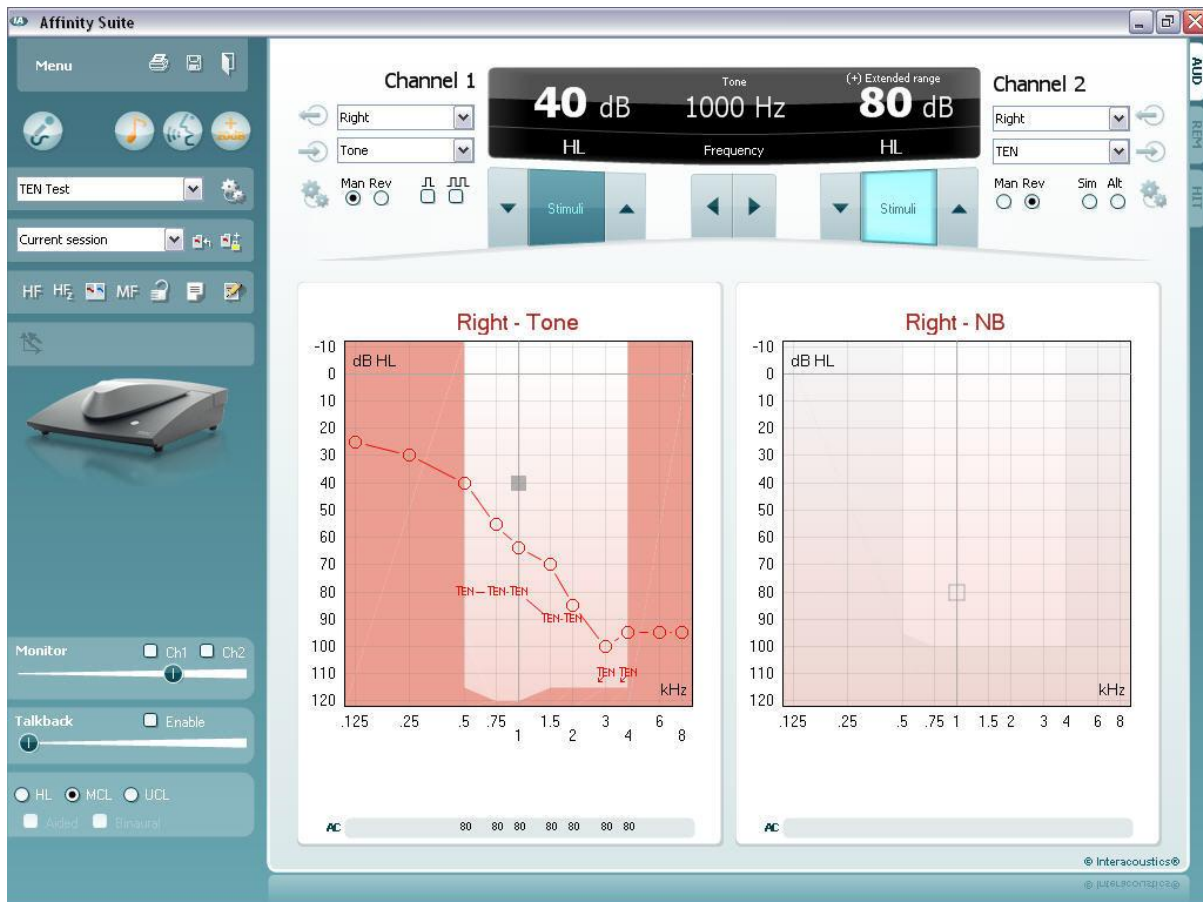 Affinity Suite
Menu
TEN Test
Current session
HF HF2 MF
Monitor Ch1 Ch2
Talkback Enable
HL MCL UCL
Aided Binaural
Channel 1
Right
Tone
Man Rev
40 dB
HL
Tone
1000 Hz
Frequency
(+) Extended range
80 dB
HL
Stimuli
Stimuli
Channel 2
Right
TEN
Man Rev Sim Alt
AUD
REM
HIT
Right - Tone
dB HL
-10
0
10
20
30
40
50
60
70
80
90
100
110
120
TEN TEN TEN
TEN TEN
TEN TEN
kHz
.125 .25 .5 .75 1.5 3 6
1 2 4 8
AC 80 80 80 80 80 80 80
Right - NB
dB HL
-10
0
10
20
30
40
50
60
70
80
90
100
110
120
kHz
.125 .25 .5 .75 1 1.5 2 3 4 6 8
AC
© Interacoustics®